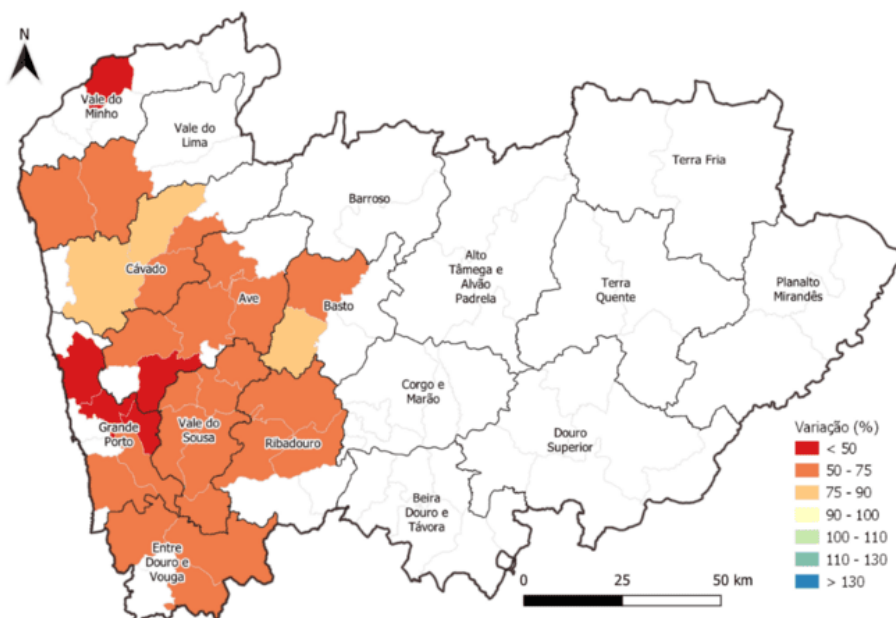 N
Vale do
Minho
Vale do
Lima
Barroso
Terra Fria
Cávado
Ave
Basto
Alto
Tâmega e
Alvão
Padrela
Terra
Quente
Planalto
Mirandês
Grande
Porto
Vale do
Sousa
Ribadouro
Corgo e
Marão
Douro
Superior
Entre
Douro e
Vouga
Beira
Douro e
Távora
Variação (%)
< 50
50 - 75
75 - 90
90 - 100
100 - 110
110 - 130
> 130
0 25 50 km